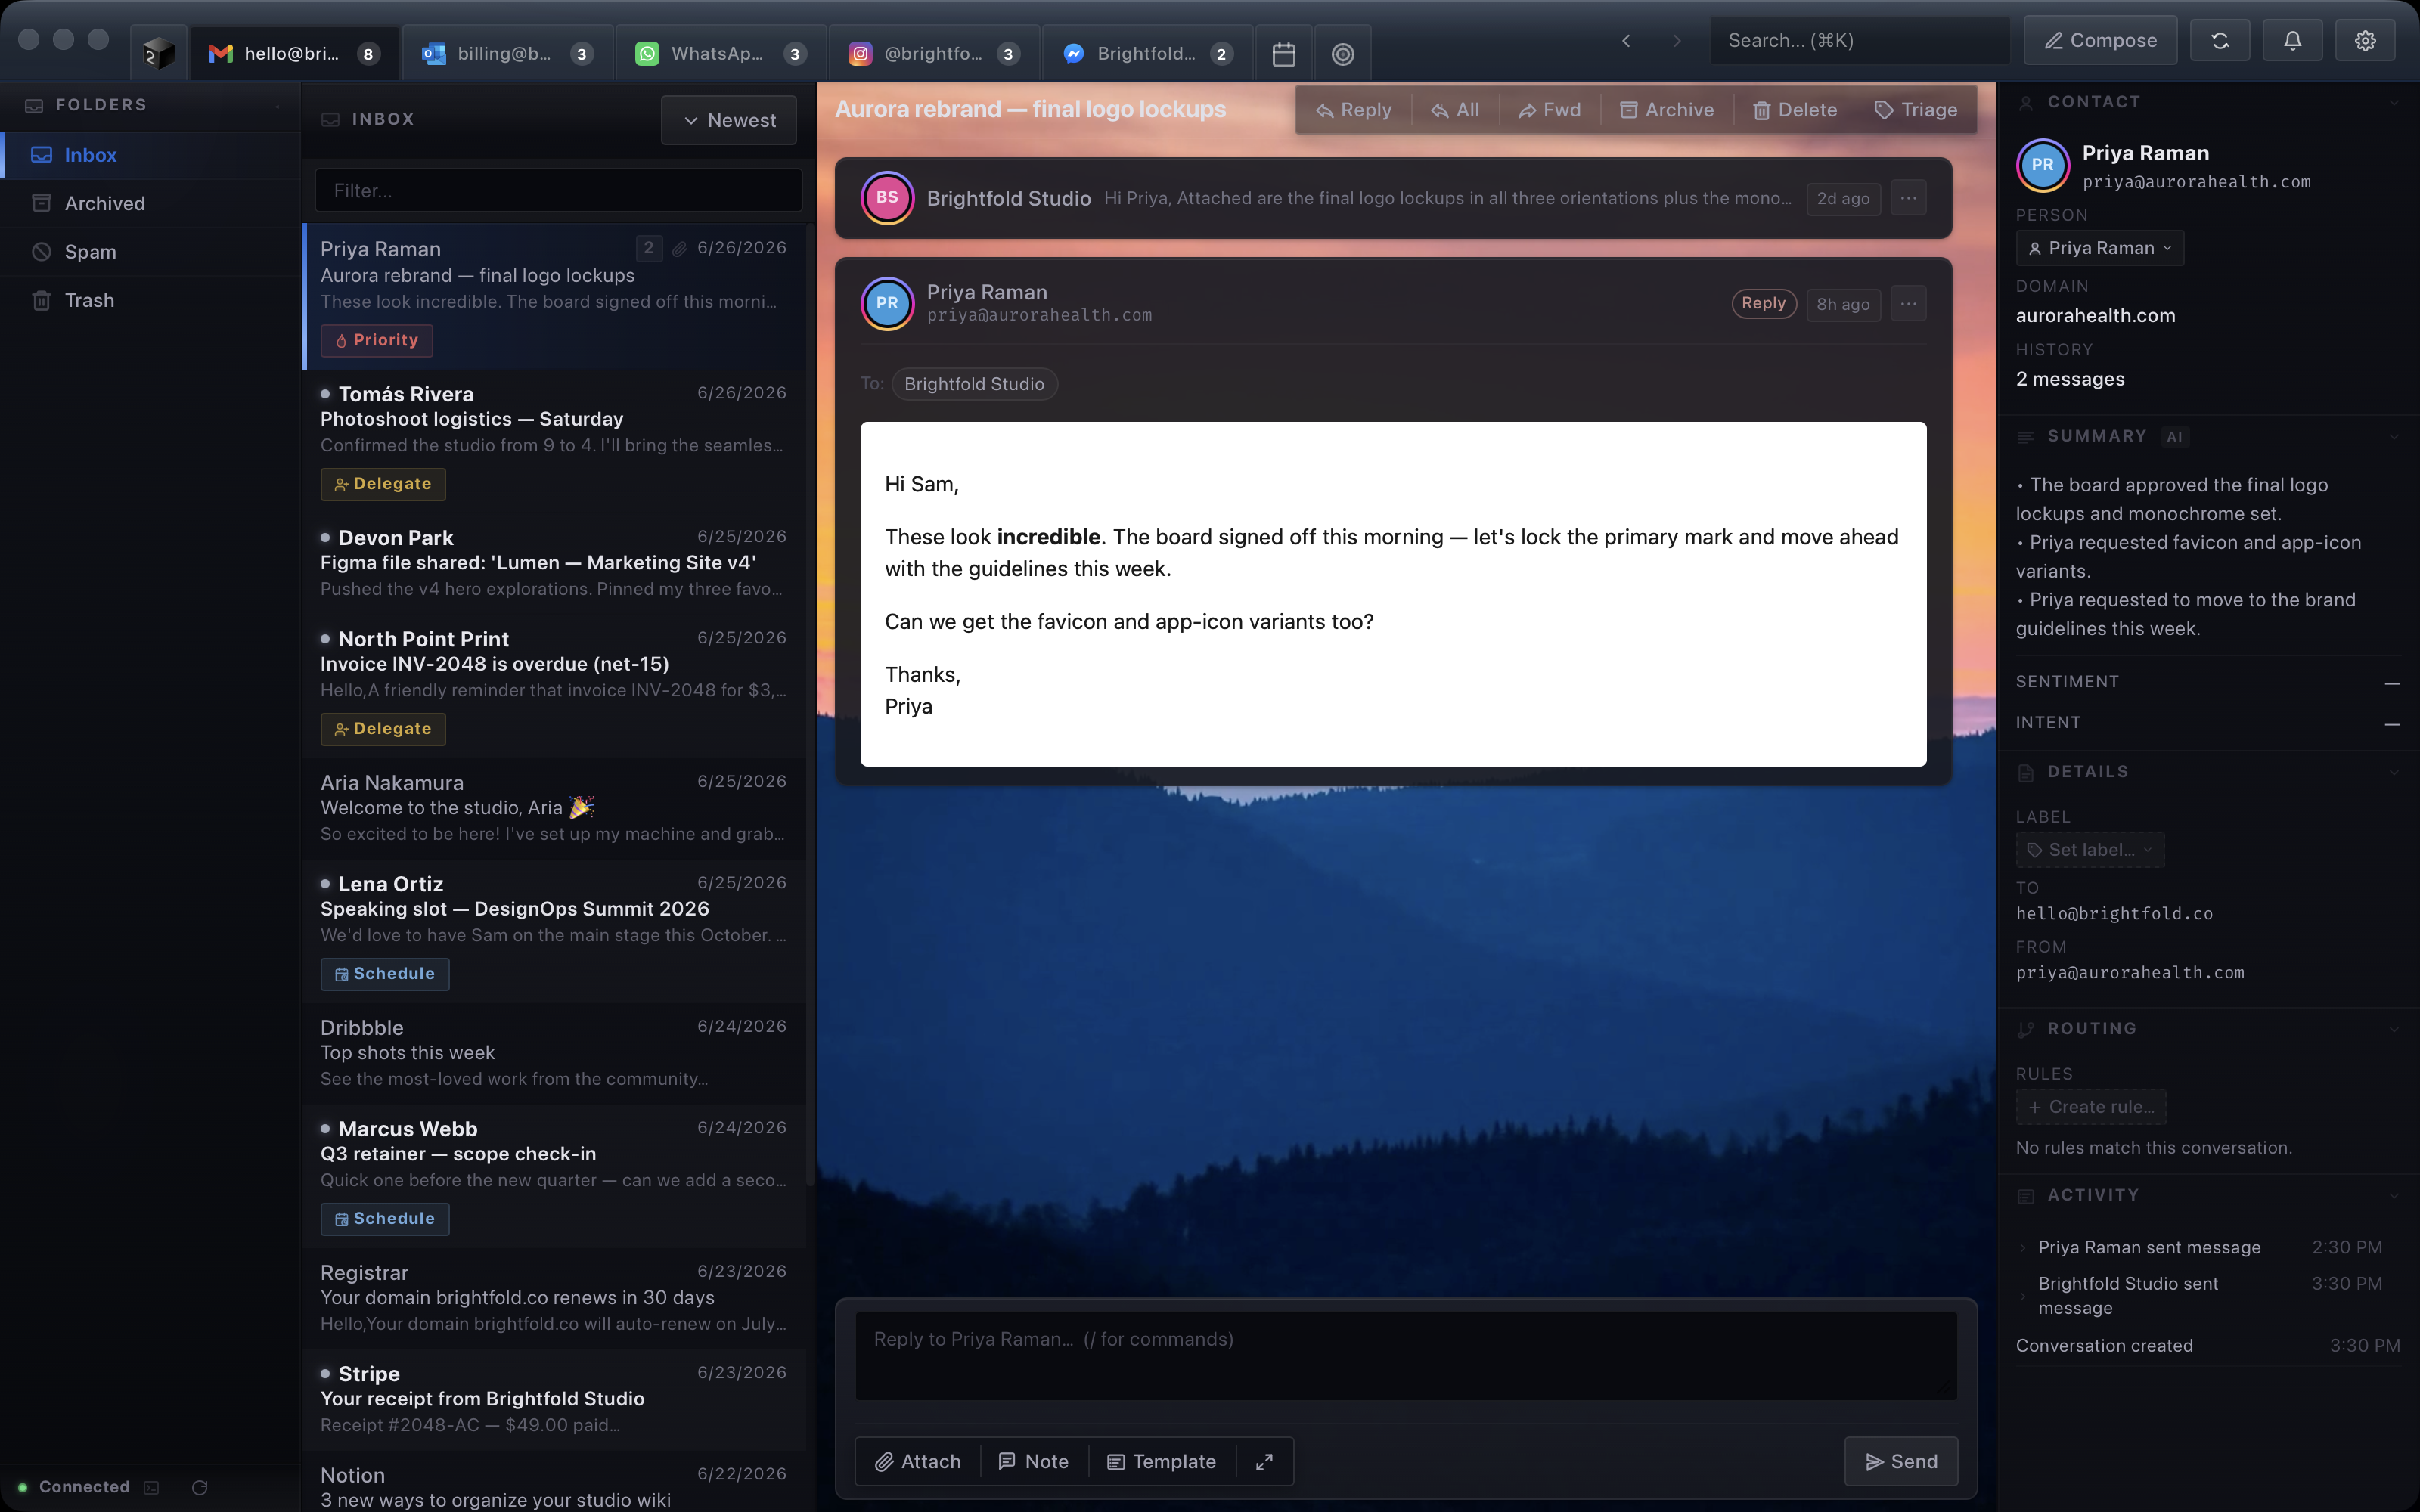 hello@bri... 8
billing@b... 3
WhatsAp... 3
@brightfo... 3
Brightfold... 2
Search... (⌘K)
Compose
FOLDERS
Inbox
Archived
Spam
Trash
Connected
INBOX
Newest
Filter...
Priya Raman 2 6/26/2026
Aurora rebrand — final logo lockups
These look incredible. The board signed off this morni...
Priority
Tomás Rivera 6/26/2026
Photoshoot logistics — Saturday
Confirmed the studio from 9 to 4. I'll bring the seamles...
Delegate
Devon Park 6/25/2026
Figma file shared: 'Lumen — Marketing Site v4'
Pushed the v4 hero explorations. Pinned my three favo...
North Point Print 6/25/2026
Invoice INV-2048 is overdue (net-15)
Hello,A friendly reminder that invoice INV-2048 for $3,...
Delegate
Aria Nakamura 6/25/2026
Welcome to the studio, Aria 🎉
So excited to be here! I've set up my machine and grab...
Lena Ortiz 6/25/2026
Speaking slot — DesignOps Summit 2026
We'd love to have Sam on the main stage this October. ...
Schedule
Dribbble 6/24/2026
Top shots this week
See the most-loved work from the community...
Marcus Webb 6/24/2026
Q3 retainer — scope check-in
Quick one before the new quarter — can we add a seco...
Schedule
Registrar 6/23/2026
Your domain brightfold.co renews in 30 days
Hello,Your domain brightfold.co will auto-renew on July...
Stripe 6/23/2026
Your receipt from Brightfold Studio
Receipt #2048-AC — $49.00 paid...
Notion 6/22/2026
3 new ways to organize your studio wiki
Aurora rebrand — final logo lockups
Reply All Fwd Archive Delete Triage
BS Brightfold Studio Hi Priya, Attached are the final logo lockups in all three orientations plus the mono... 2d ago
PR Priya Raman Reply 8h ago
priya@aurorahealth.com
To: Brightfold Studio
Hi Sam,
These look incredible. The board signed off this morning — let's lock the primary mark and move ahead
with the guidelines this week.
Can we get the favicon and app-icon variants too?
Thanks,
Priya
Reply to Priya Raman... (/ for commands)
Attach Note Template
Send
CONTACT
PR Priya Raman
priya@aurorahealth.com
PERSON
Priya Raman
DOMAIN
aurorahealth.com
HISTORY
2 messages
SUMMARY AI
• The board approved the final logo
lockups and monochrome set.
• Priya requested favicon and app-icon
variants.
• Priya requested to move to the brand
guidelines this week.
SENTIMENT —
INTENT —
DETAILS
LABEL
Set label...
TO
hello@brightfold.co
FROM
priya@aurorahealth.com
ROUTING
RULES
+ Create rule...
No rules match this conversation.
ACTIVITY
Priya Raman sent message 2:30 PM
Brightfold Studio sent 3:30 PM
message
Conversation created 3:30 PM